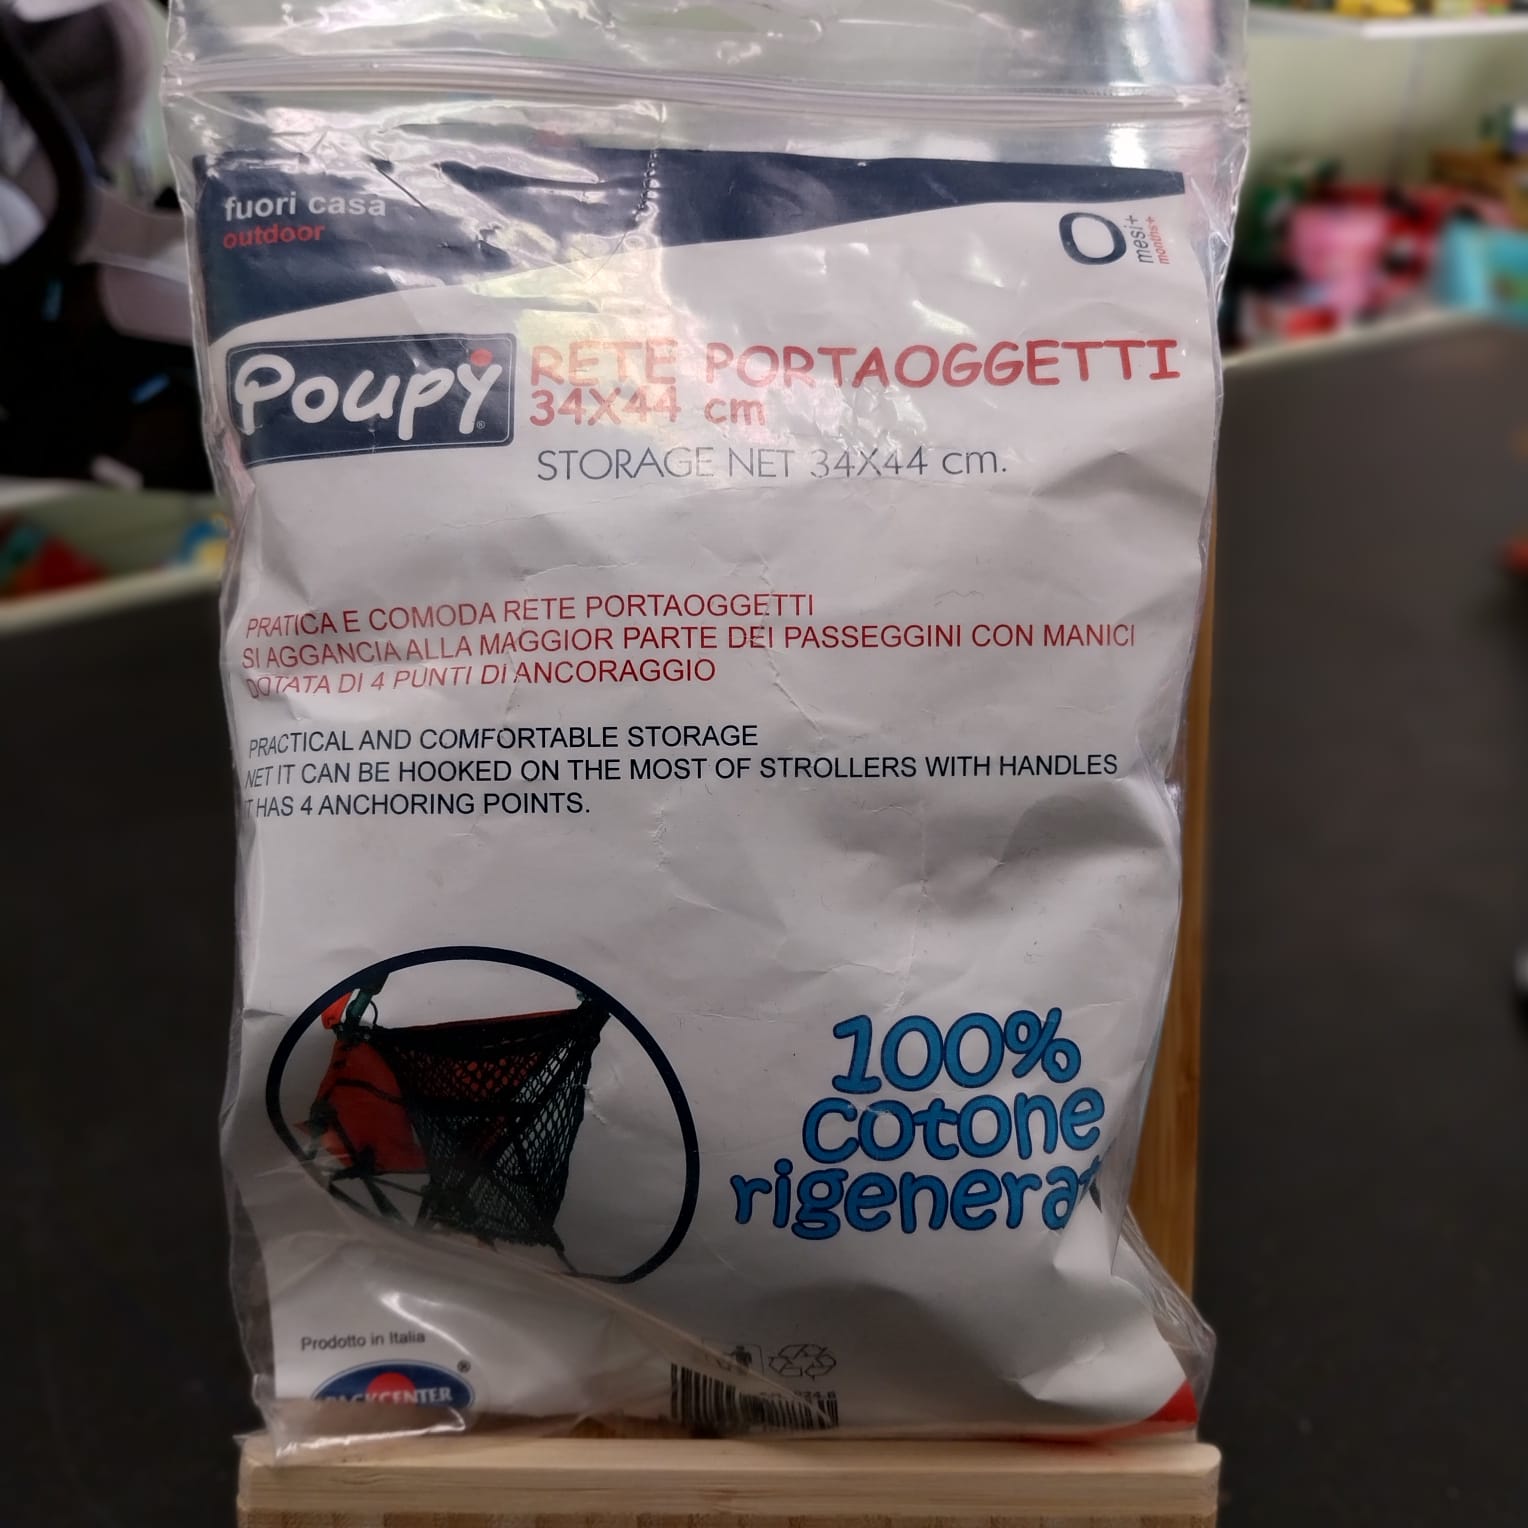 fuori casa
outdoor
0 mesi+
months+
Poupy®
RETE PORTAOGGETTI
34X44 cm
STORAGE NET 34X44 cm.
PRATICA E COMODA RETE PORTAOGGETTI
SI AGGANCIA ALLA MAGGIOR PARTE DEI PASSEGGINI CON MANICI
DOTATA DI 4 PUNTI DI ANCORAGGIO
PRACTICAL AND COMFORTABLE STORAGE
NET IT CAN BE HOOKED ON THE MOST OF STROLLERS WITH HANDLES
T HAS 4 ANCHORING POINTS.
100%
cotone
rigenera
Prodotto in Italia
ACKCENTER ®